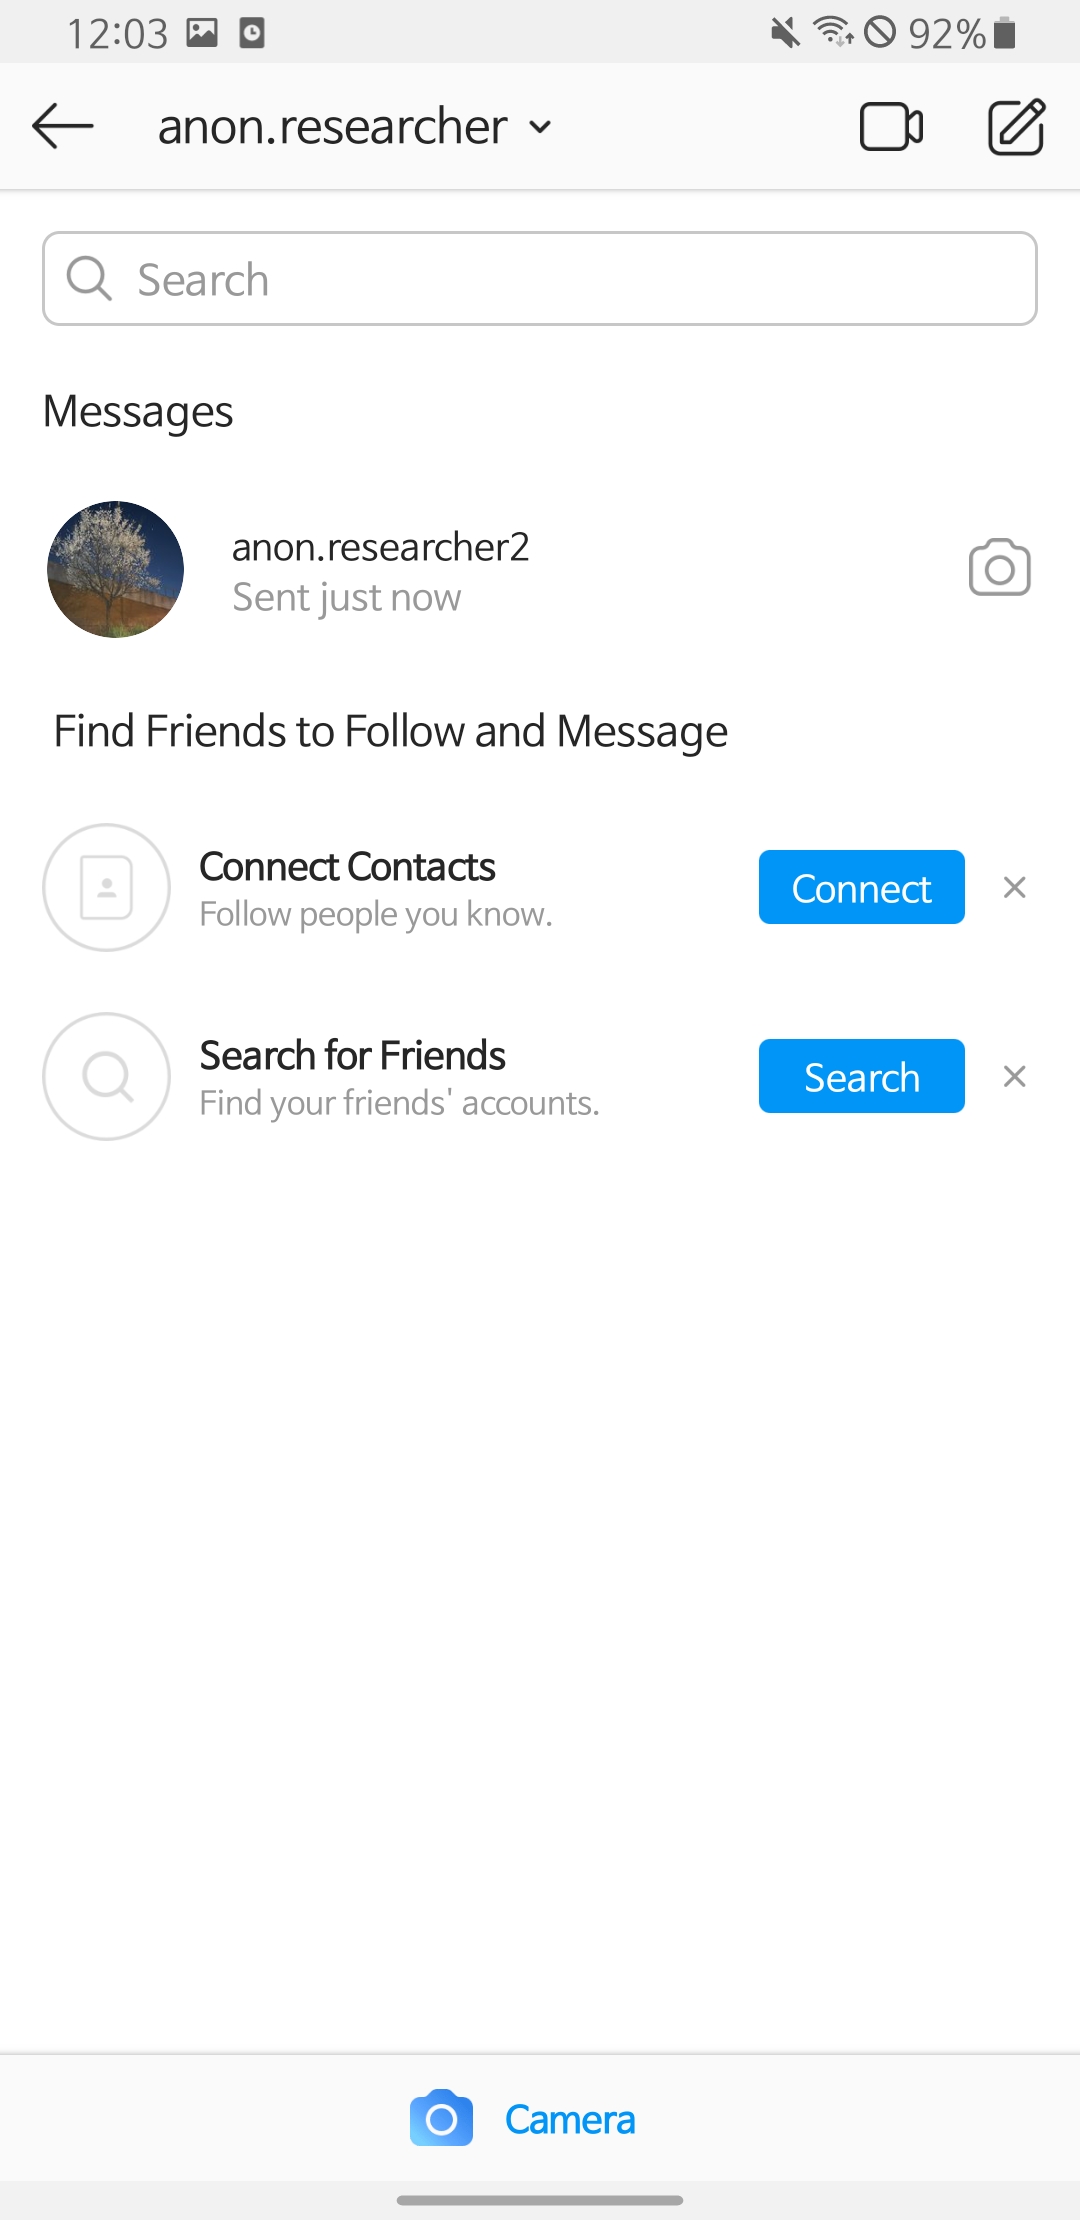 12:03 92%
anon.researcher
Search
Messages
anon.researcher2
Sent just now
Find Friends to Follow and Message
Connect Contacts
Follow people you know.
Connect
Search for Friends
Find your friends' accounts.
Search
Camera